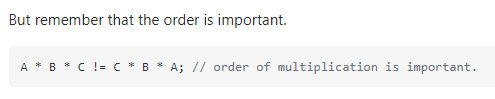 But remember that the order is important.
A * B * C != C * B * A; // order of multiplication is important.